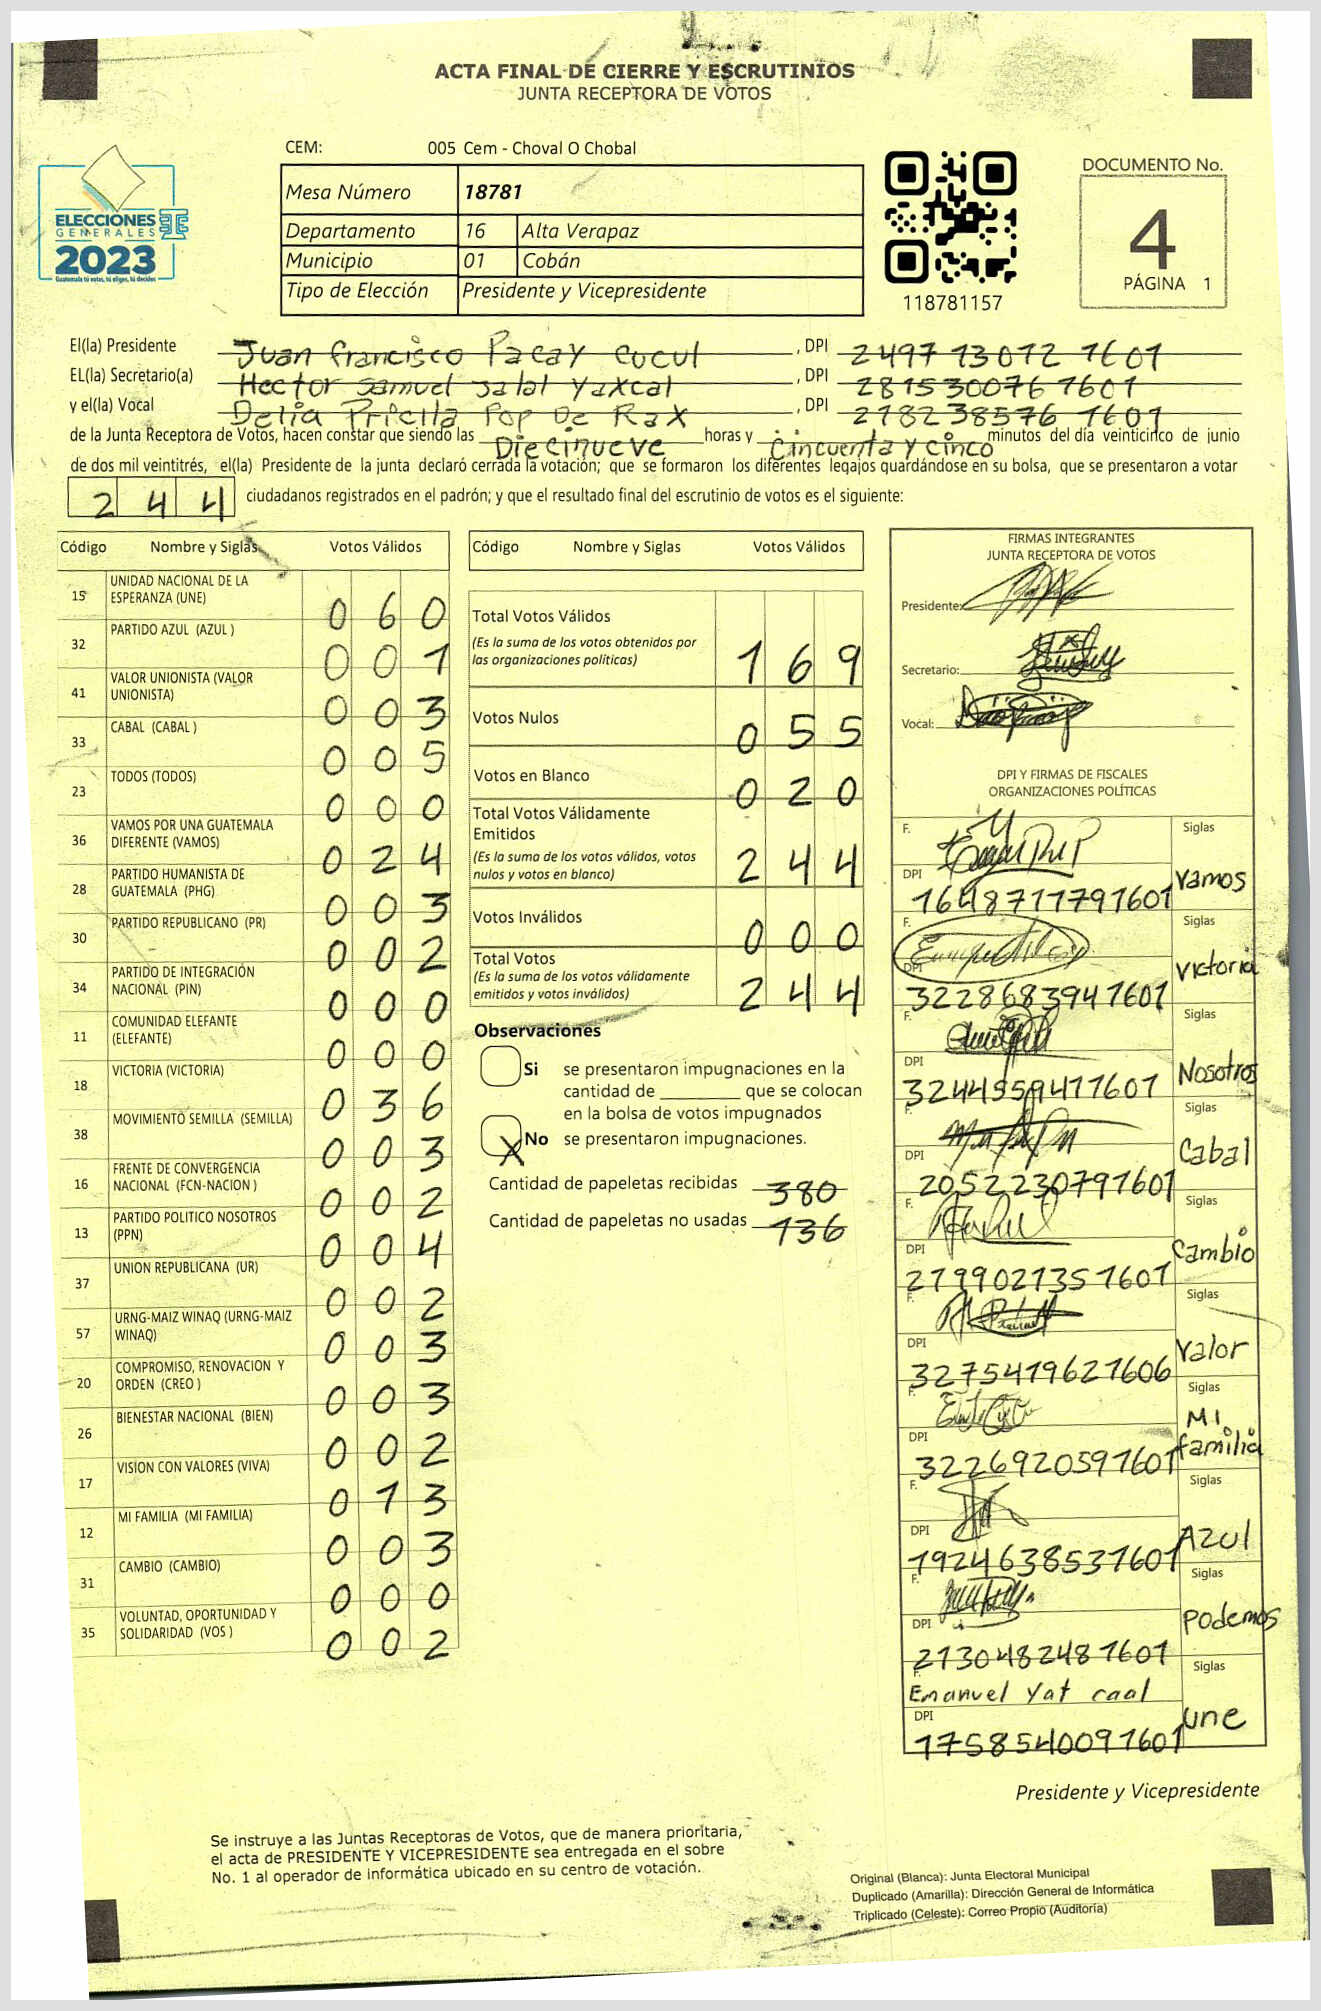 ACTA FINAL DE CIERRE Y ESCRUTINIOS
JUNTA RECEPTORA DE VOTOS
CEM: 005 Cem - Choval O Chobal
Mesa Número 18781
Departamento 16 Alta Verapaz
Municipio 01 Cobán
Tipo de Elección Presidente y Vicepresidente
ELECCIONES
GENERALES
2023
Guatemala tú votas, tú eliges, tú decides
118781157
DOCUMENTO No.
4
PÁGINA 1
El(la) Presidente Juan francisco Pacay cucul , DPI 2497 13012 1601
EL(la) Secretario(a) Hector Samuel Jalal Yaxcal , DPI 281530076 1601
y el(la) Vocal Delia Pricila Pop De Rax , DPI 278238576 1601
de la Junta Receptora de Votos, hacen constar que siendo las Diecinueve horas y cincuenta y cinco minutos del día veinticinco de junio
de dos mil veintitrés, el(la) Presidente de la junta declaró cerrada la votación; que se formaron los diferentes legajos quardándose en su bolsa, que se presentaron a votar
244 ciudadanos registrados en el padrón; y que el resultado final del escrutinio de votos es el siguiente:
Código Nombre y Siglas Votos Válidos
15 UNIDAD NACIONAL DE LA
ESPERANZA (UNE) 0 6 0
32 PARTIDO AZUL (AZUL ) 0 0 1
41 VALOR UNIONISTA (VALOR
UNIONISTA) 0 0 3
33 CABAL (CABAL ) 0 0 5
23 TODOS (TODOS) 0 0 0
36 VAMOS POR UNA GUATEMALA
DIFERENTE (VAMOS) 0 2 4
28 PARTIDO HUMANISTA DE
GUATEMALA (PHG) 0 0 3
30 PARTIDO REPUBLICANO (PR) 0 0 2
34 PARTIDO DE INTEGRACIÓN
NACIONAL (PIN) 0 0 0
11 COMUNIDAD ELEFANTE
(ELEFANTE) 0 0 0
18 VICTORIA (VICTORIA) 0 3 6
38 MOVIMIENTO SEMILLA (SEMILLA) 0 0 3
16 FRENTE DE CONVERGENCIA
NACIONAL (FCN-NACION ) 0 0 2
13 PARTIDO POLITICO NOSOTROS
(PPN) 0 0 4
37 UNION REPUBLICANA (UR) 0 0 2
57 URNG-MAIZ WINAQ (URNG-MAIZ
WINAQ) 0 0 3
20 COMPROMISO, RENOVACION Y
ORDEN (CREO ) 0 0 3
26 BIENESTAR NACIONAL (BIEN) 0 0 2
17 VISION CON VALORES (VIVA) 0 1 3
12 MI FAMILIA (MI FAMILIA) 0 0 3
31 CAMBIO (CAMBIO) 0 0 0
35 VOLUNTAD, OPORTUNIDAD Y
SOLIDARIDAD (VOS ) 0 0 2
Código Nombre y Siglas Votos Válidos
Total Votos Válidos
(Es la suma de los votos obtenidos por
las organizaciones políticas) 1 6 9
Votos Nulos 0 5 5
Votos en Blanco 0 2 0
Total Votos Válidamente
Emitidos
(Es la suma de los votos válidos, votos
nulos y votos en blanco) 2 4 4
Votos Inválidos 0 0 0
Total Votos
(Es la suma de los votos válidamente
emitidos y votos inválidos) 2 4 4
Observaciones
Si se presentaron impugnaciones en la
cantidad de ________ que se colocan
en la bolsa de votos impugnados
X No se presentaron impugnaciones.
Cantidad de papeletas recibidas 380
Cantidad de papeletas no usadas 136
FIRMAS INTEGRANTES
JUNTA RECEPTORA DE VOTOS
Presidente:
Secretario:
Vocal:
DPI Y FIRMAS DE FISCALES
ORGANIZACIONES POLÍTICAS
F. Siglas
DPI 1648711791601 Vamos
F. Siglas
DPI 3228683941601 victoria
F. Siglas
DPI 3244559411601 Nosotros
F. Siglas
DPI 2052230791601 Cabal
F. Siglas
DPI 2199021351601 Cambio
F. Siglas
DPI 3275419621606 Valor
F. Siglas
DPI 3226920591601 Mi
familia
F. Siglas
DPI 1924638531601 Azul
F. Siglas
DPI 2130482481601 Podemos
F. Emanuel Yat caal Siglas
DPI 1758540091601 une
Presidente y Vicepresidente
Se instruye a las Juntas Receptoras de Votos, que de manera prioritaria,
el acta de PRESIDENTE Y VICEPRESIDENTE sea entregada en el sobre
No. 1 al operador de informática ubicado en su centro de votación.
Original (Blanca): Junta Electoral Municipal
Duplicado (Amarilla): Dirección General de Informática
Triplicado (Celeste): Correo Propio (Auditoría)